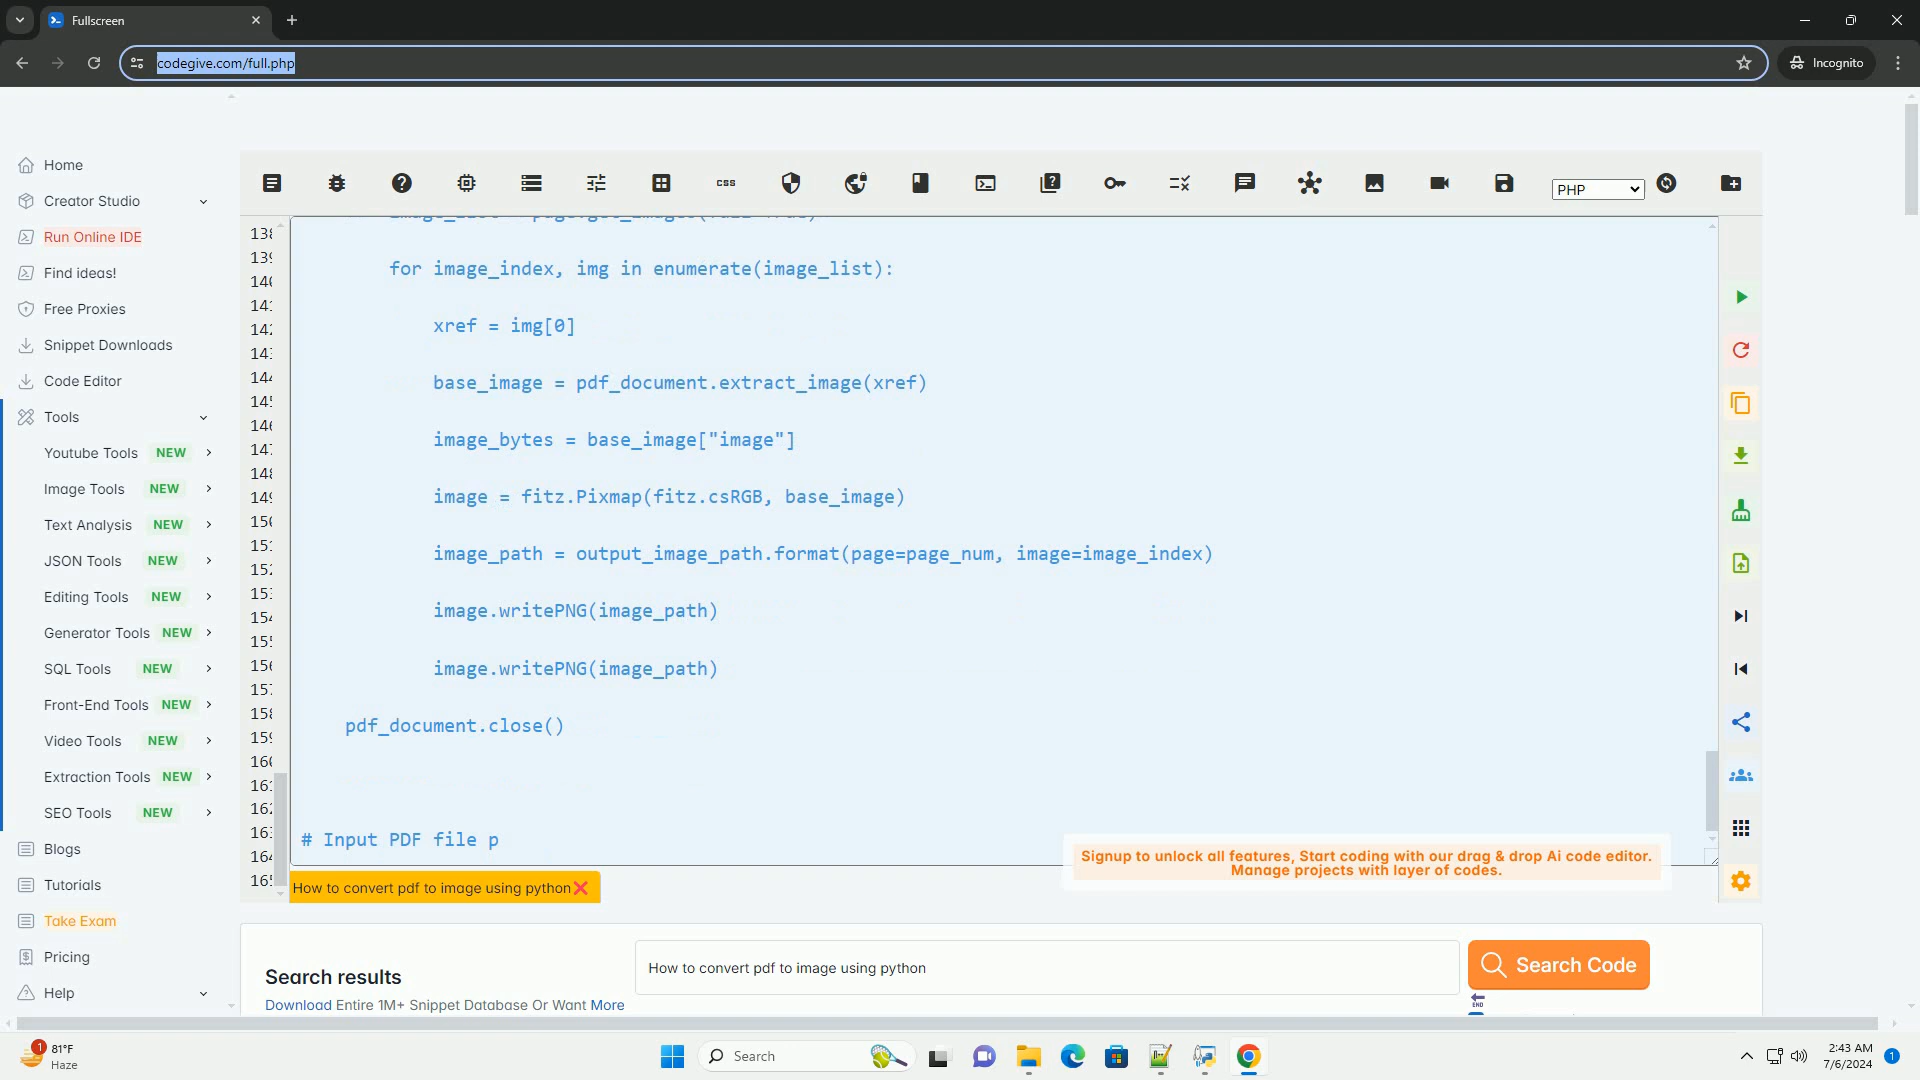 Fullscreen
codegive.com/full.php
Incognito
Home
Creator Studio
Run Online IDE
Find ideas!
Free Proxies
Snippet Downloads
Code Editor
Tools
Youtube Tools NEW
Image Tools NEW
Text Analysis NEW
JSON Tools NEW
Editing Tools NEW
Generator Tools NEW
SQL Tools NEW
Front-End Tools NEW
Video Tools NEW
Extraction Tools NEW
SEO Tools NEW
Blogs
Tutorials
Take Exam
Pricing
Help
css
PHP
for image_index, img in enumerate(image_list):
xref = img[0]
base_image = pdf_document.extract_image(xref)
image_bytes = base_image["image"]
image = fitz.Pixmap(fitz.csRGB, base_image)
image_path = output_image_path.format(page=page_num, image=image_index)
image.writePNG(image_path)
image.writePNG(image_path)
pdf_document.close()
# Input PDF file p
Signup to unlock all features, Start coding with our drag & drop Ai code editor.
Manage projects with layer of codes.
How to convert pdf to image using python
Search results
Download Entire 1M+ Snippet Database Or Want More
How to convert pdf to image using python
Search Code
END
1
81°F
Haze
Search
2:43 AM
7/6/2024
1